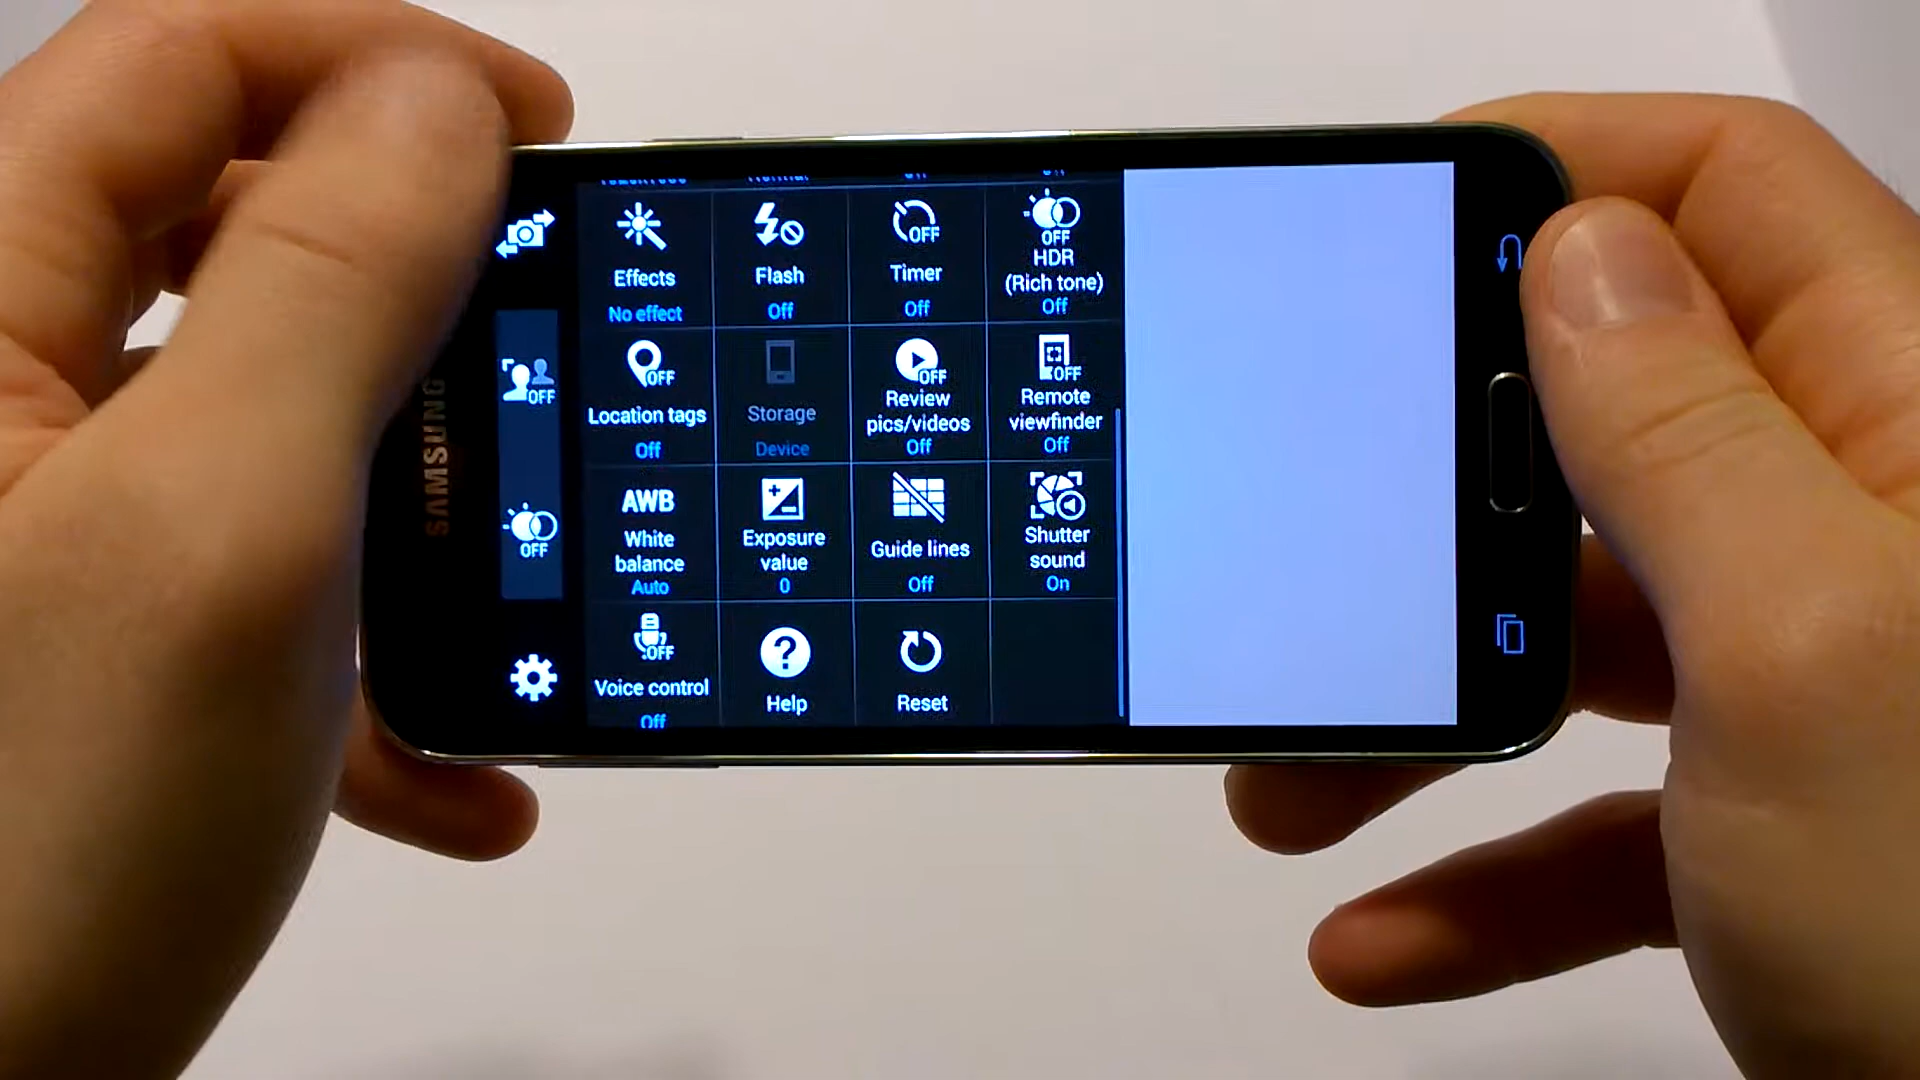 SAMSUNG
OFF
OFF
Effects
No effect
Flash
Off
OFF
Timer
Off
OFF
HDR
(Rich tone)
Off
OFF
Location tags
Off
Storage
Device
OFF
Review
pics/videos
Off
OFF
Remote
viewfinder
Off
AWB
White
balance
Auto
Exposure
value
0
Guide lines
Off
Shutter
sound
On
OFF
Voice control
Off
?
Help
Reset